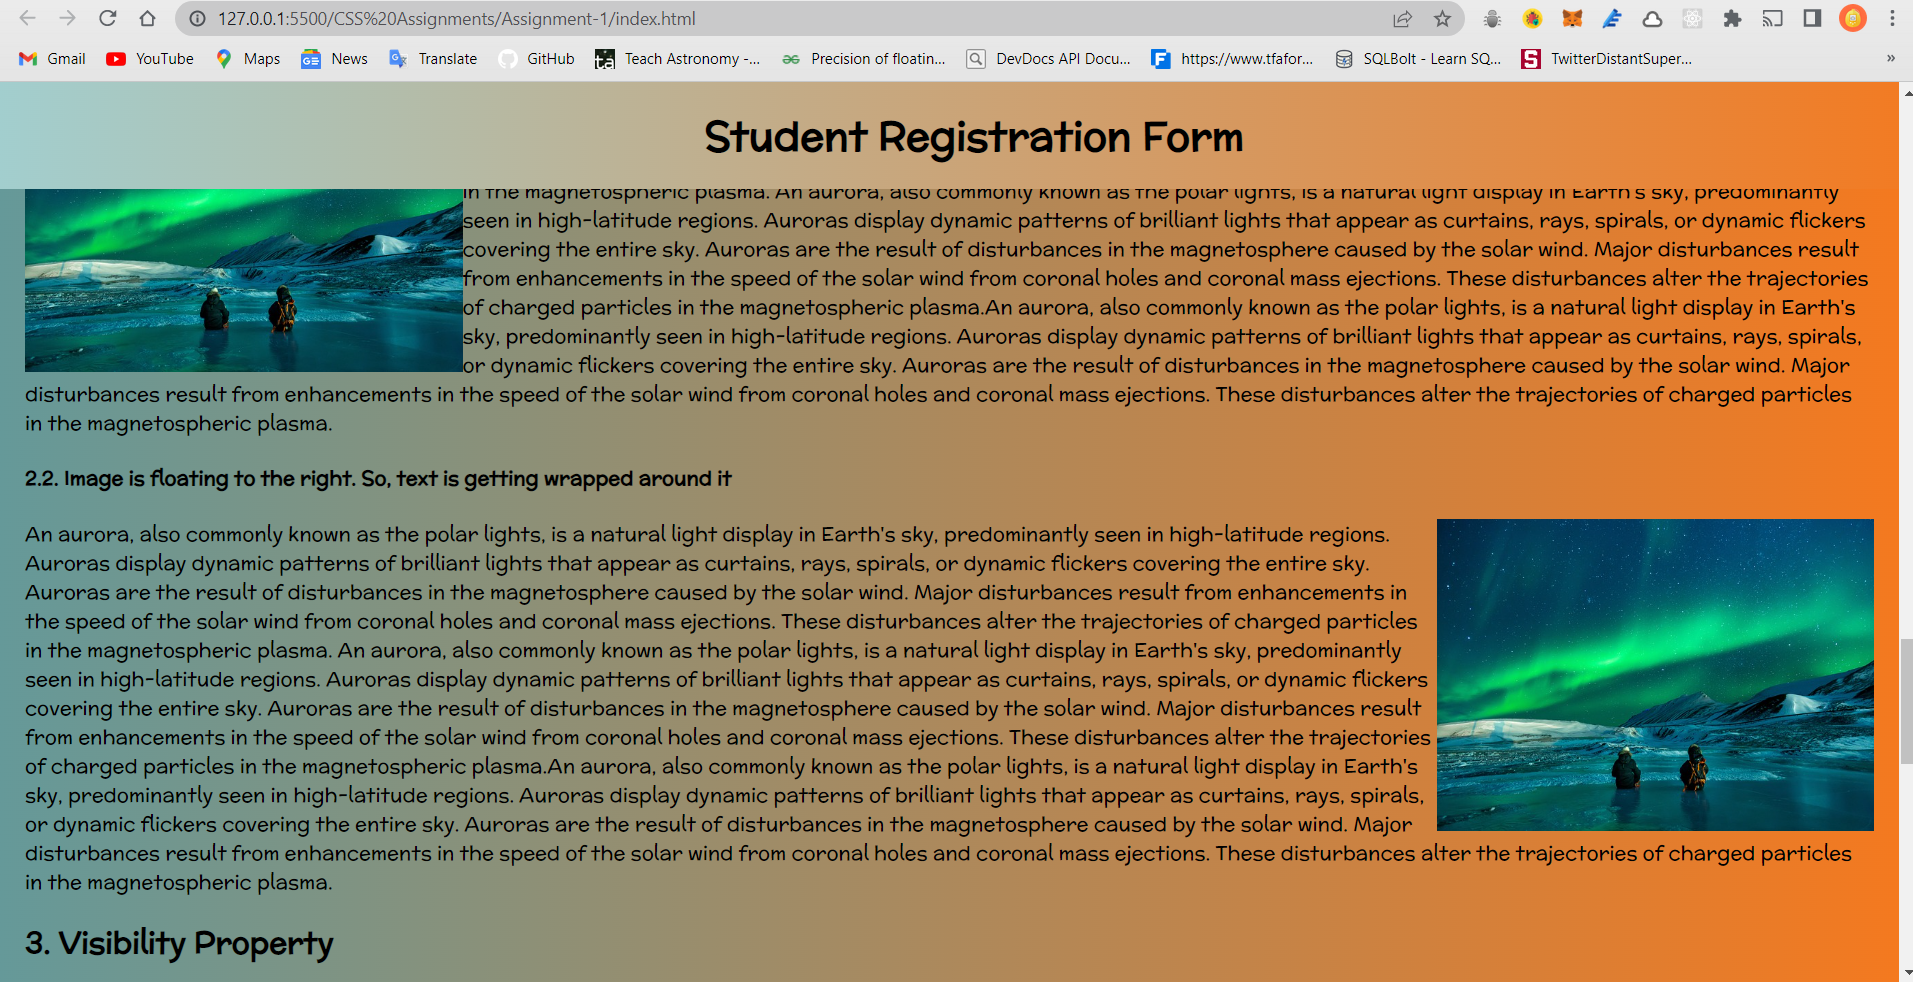 127.0.0.1:5500/CSS%20Assignments/Assignment-1/index.html
Gmail YouTube Maps News Translate GitHub Teach Astronomy -... Precision of floatin... DevDocs API Docu... https://www.tfafor... SQLBolt - Learn SQ... TwitterDistantSuper... »
Student Registration Form
in the magnetospheric plasma. An aurora, also commonly known as the polar lights, is a natural light display in Earth's sky, predominantly
seen in high-latitude regions. Auroras display dynamic patterns of brilliant lights that appear as curtains, rays, spirals, or dynamic flickers
covering the entire sky. Auroras are the result of disturbances in the magnetosphere caused by the solar wind. Major disturbances result
from enhancements in the speed of the solar wind from coronal holes and coronal mass ejections. These disturbances alter the trajectories
of charged particles in the magnetospheric plasma.An aurora, also commonly known as the polar lights, is a natural light display in Earth's
sky, predominantly seen in high-latitude regions. Auroras display dynamic patterns of brilliant lights that appear as curtains, rays, spirals,
or dynamic flickers covering the entire sky. Auroras are the result of disturbances in the magnetosphere caused by the solar wind. Major
disturbances result from enhancements in the speed of the solar wind from coronal holes and coronal mass ejections. These disturbances alter the trajectories of charged particles
in the magnetospheric plasma.
2.2. Image is floating to the right. So, text is getting wrapped around it
An aurora, also commonly known as the polar lights, is a natural light display in Earth's sky, predominantly seen in high-latitude regions.
Auroras display dynamic patterns of brilliant lights that appear as curtains, rays, spirals, or dynamic flickers covering the entire sky.
Auroras are the result of disturbances in the magnetosphere caused by the solar wind. Major disturbances result from enhancements in
the speed of the solar wind from coronal holes and coronal mass ejections. These disturbances alter the trajectories of charged particles
in the magnetospheric plasma. An aurora, also commonly known as the polar lights, is a natural light display in Earth's sky, predominantly
seen in high-latitude regions. Auroras display dynamic patterns of brilliant lights that appear as curtains, rays, spirals, or dynamic flickers
covering the entire sky. Auroras are the result of disturbances in the magnetosphere caused by the solar wind. Major disturbances result
from enhancements in the speed of the solar wind from coronal holes and coronal mass ejections. These disturbances alter the trajectories
of charged particles in the magnetospheric plasma.An aurora, also commonly known as the polar lights, is a natural light display in Earth's
sky, predominantly seen in high-latitude regions. Auroras display dynamic patterns of brilliant lights that appear as curtains, rays, spirals,
or dynamic flickers covering the entire sky. Auroras are the result of disturbances in the magnetosphere caused by the solar wind. Major
disturbances result from enhancements in the speed of the solar wind from coronal holes and coronal mass ejections. These disturbances alter the trajectories of charged particles
in the magnetospheric plasma.
3. Visibility Property